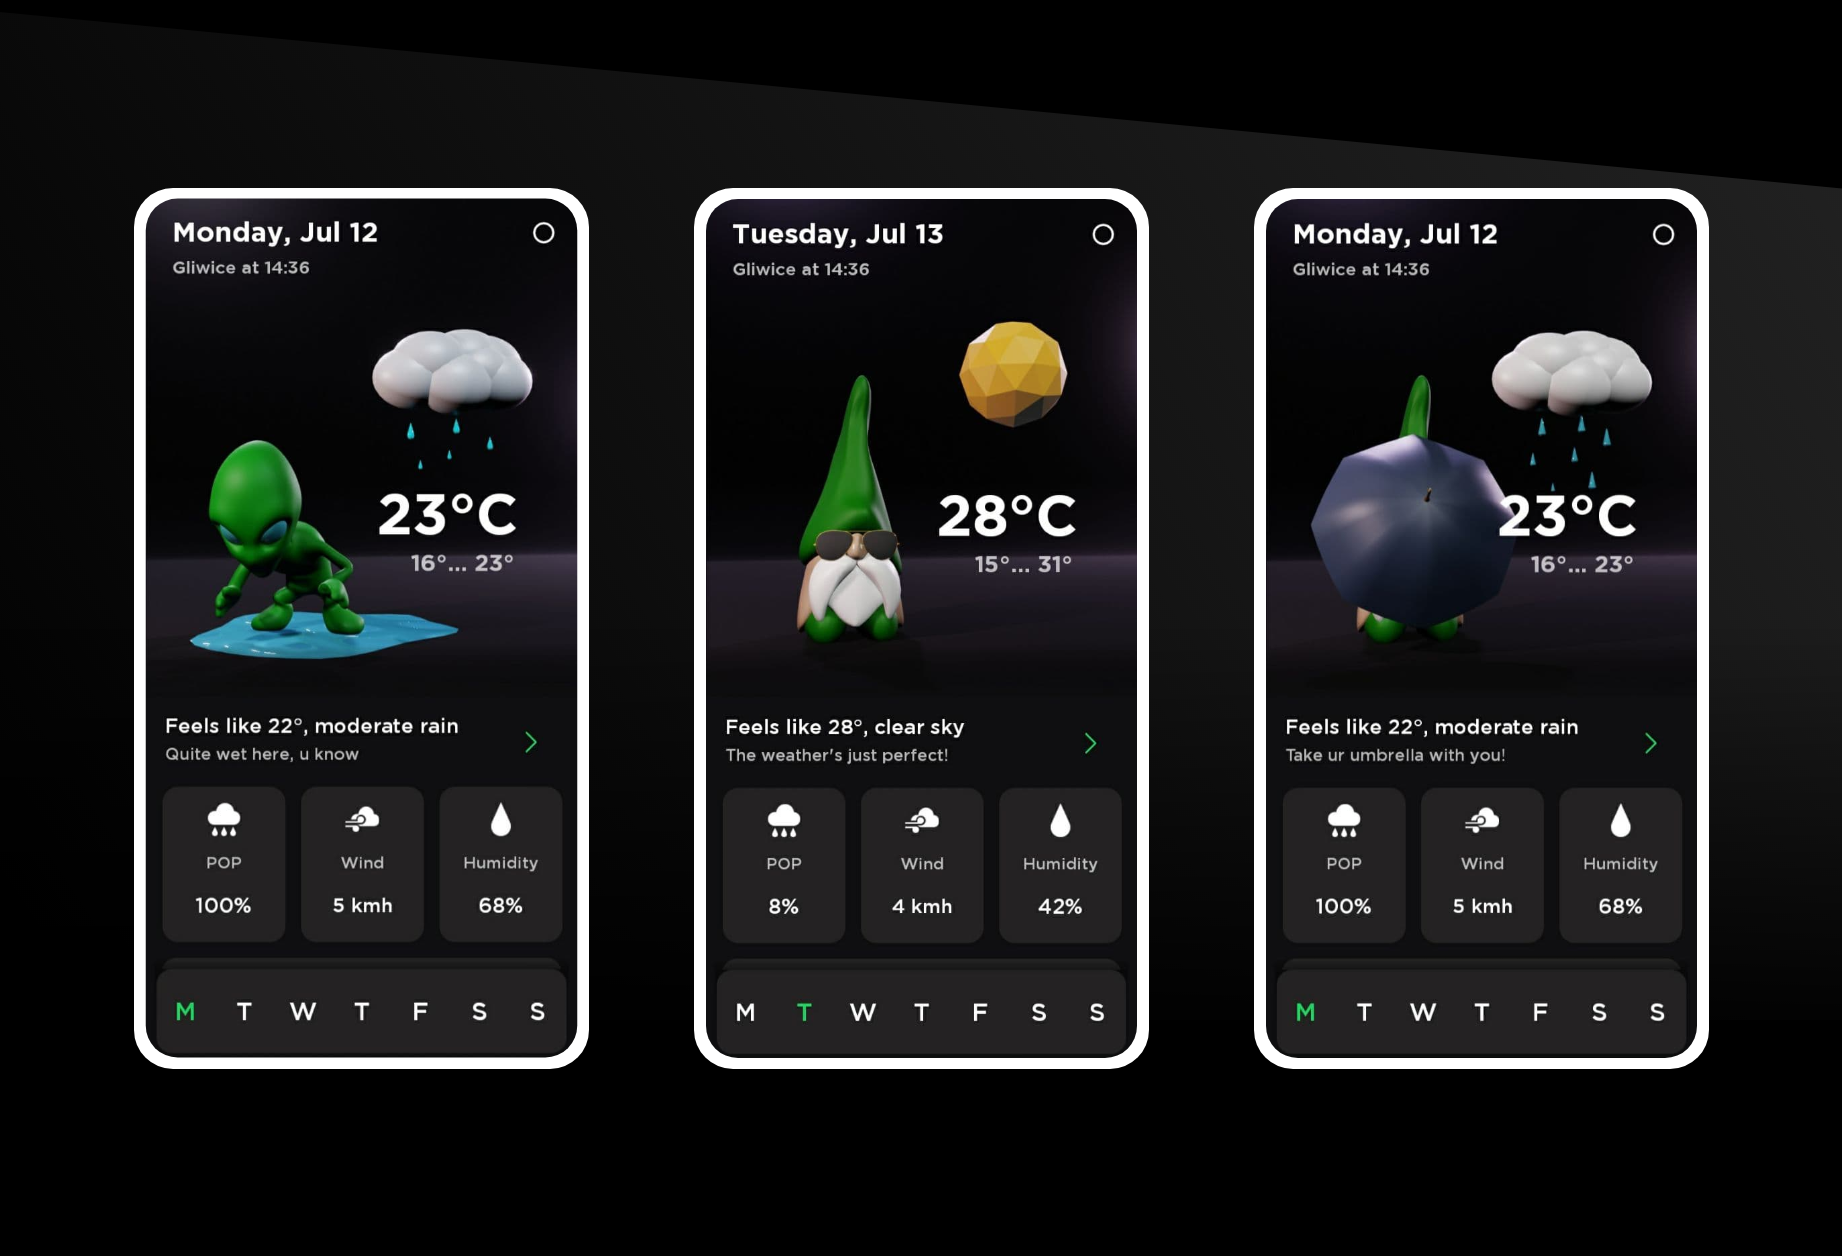 Monday, Jul 12
Gliwice at 14:36
23°C
16°... 23°
Feels like 22°, moderate rain
Quite wet here, u know
POP
Wind
Humidity
100%
5 kmh
68%
M T W T F S S
Tuesday, Jul 13
Gliwice at 14:36
28°C
15°... 31°
Feels like 28°, clear sky
The weather's just perfect!
POP
Wind
Humidity
8%
4 kmh
42%
M T W T F S S
Monday, Jul 12
Gliwice at 14:36
23°C
16°... 23°
Feels like 22°, moderate rain
Take ur umbrella with you!
POP
Wind
Humidity
100%
5 kmh
68%
M T W T F S S